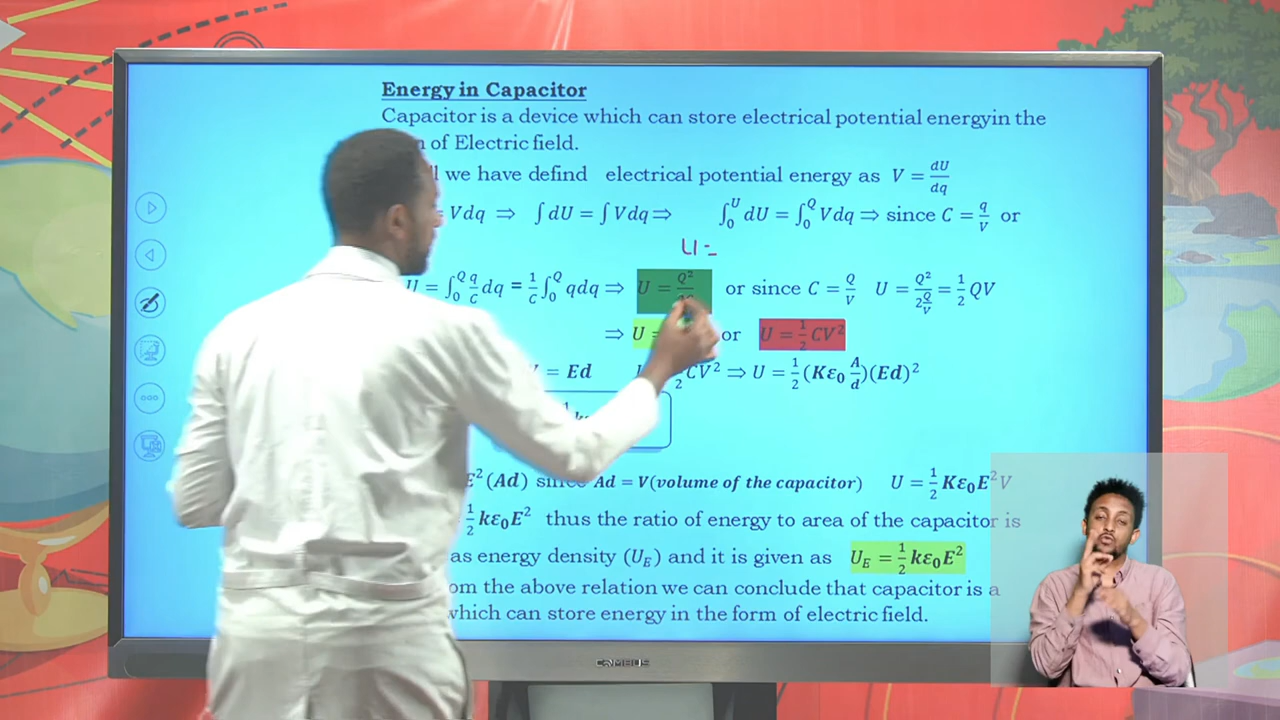 Energy in Capacitor
Capacitor is a device which can store electrical potential energyin the
of Electric field.
we have defind electrical potential energy as V = dU/dq
Vdq ⇒ ∫dU = ∫Vdq ⇒ ∫₀ᵁ dU = ∫₀^Q Vdq ⇒ since C = q/V or
U =
U = ∫₀^Q q/C dq = 1/C ∫₀^Q qdq ⇒ U = Q²/ or since C = Q/V U = Q²/(2 Q/V) = 1/2 QV
⇒ U = or U = 1/2 CV²
= Ed 2 CV² ⇒ U = 1/2 (Kε₀ A/d)(Ed)²
E²(Ad) since Ad = V(volume of the capacitor) U = 1/2 Kε₀E²V
1/2 kε₀E² thus the ratio of energy to area of the capacitor is
as energy density (U_E) and it is given as U_E = 1/2 kε₀E²
the above relation we can conclude that capacitor is a
which can store energy in the form of electric field.
CAMBUS